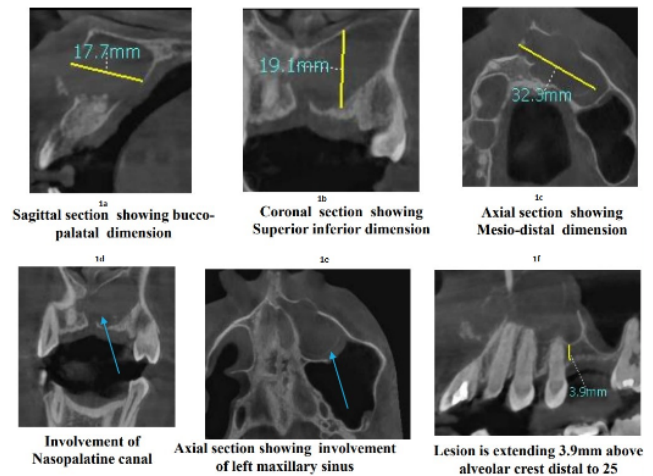 17.7mm
19.1mm
32.3mm
1a
1b
1c
Sagittal section showing bucco-
palatal dimension
Coronal section showing
Superior inferior dimension
Axial section showing
Mesio-distal dimension
1d
1e
1f
3.9mm
Involvement of
Nasopalatine canal
Axial section showing involvement
of left maxillary sinus
Lesion is extending 3.9mm above
alveolar crest distal to 25